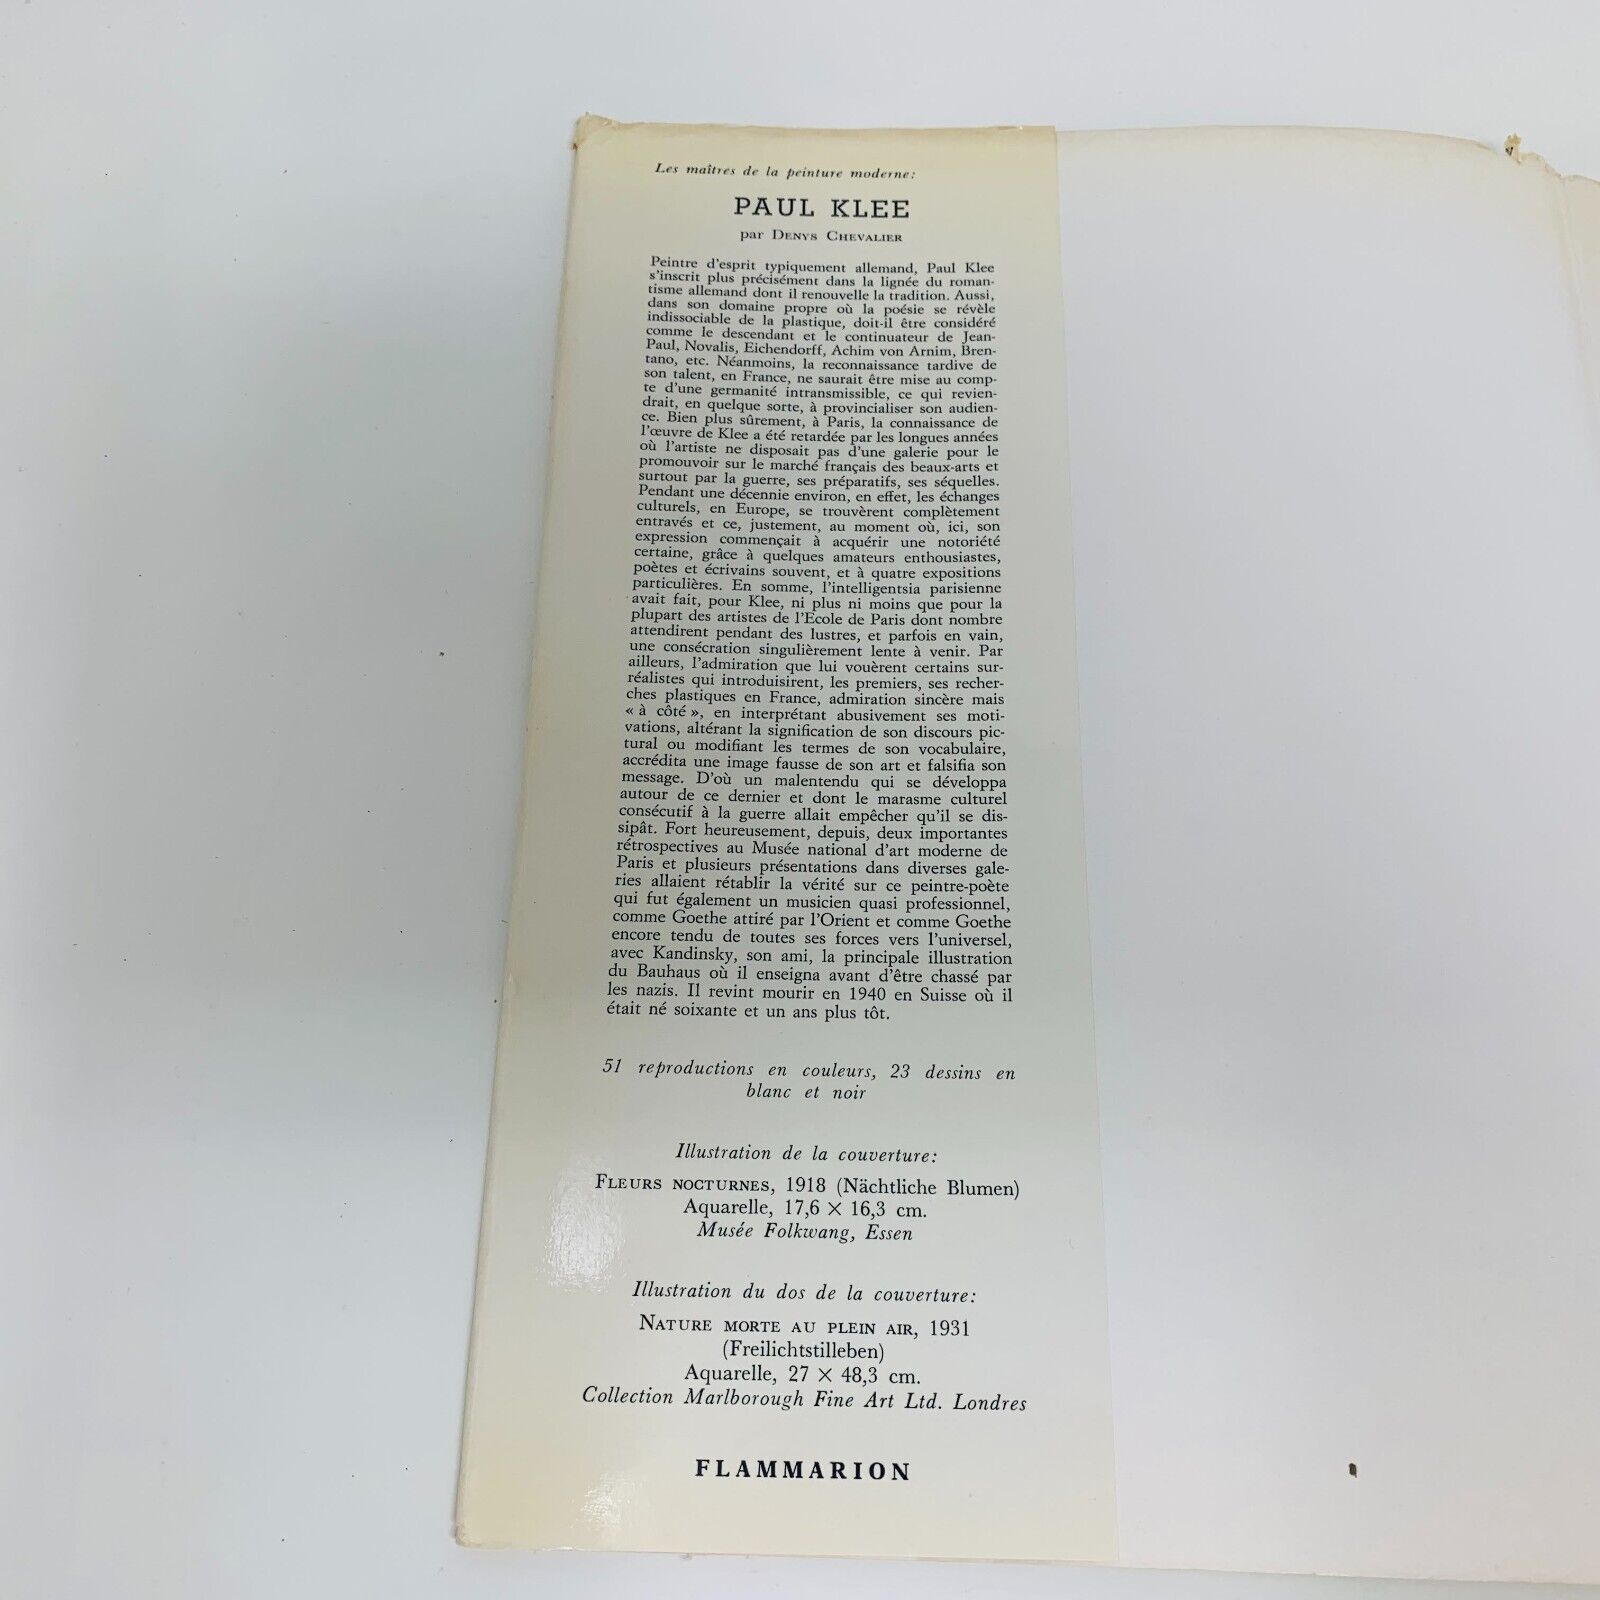 Les maîtres de la peinture moderne:
PAUL KLEE
par DENYS CHEVALIER
Peintre d'esprit typiquement allemand, Paul Klee
s'inscrit plus précisément dans la lignée du roman-
tisme allemand dont il renouvelle la tradition. Aussi,
dans son domaine propre où la poésie se révèle
indissociable de la plastique, doit-il être considéré
comme le descendant et le continuateur de Jean-
Paul, Novalis, Eichendorff, Achim von Arnim, Bren-
tano, etc. Néanmoins, la reconnaissance tardive de
son talent, en France, ne saurait être mise au comp-
te d'une germanité intransmissible, ce qui revien-
drait, en quelque sorte, à provincialiser son audien-
ce. Bien plus sûrement, à Paris, la connaissance de
l'œuvre de Klee a été retardée par les longues années
où l'artiste ne disposait pas d'une galerie pour le
promouvoir sur le marché français des beaux-arts et
surtout par la guerre, ses préparatifs, ses séquelles.
Pendant une décennie environ, en effet, les échanges
culturels, en Europe, se trouvèrent complètement
entravés et ce, justement, au moment où, ici, son
expression commençait à acquérir une notoriété
certaine, grâce à quelques amateurs enthousiastes,
poètes et écrivains souvent, et à quatre expositions
particulières. En somme, l'intelligentsia parisienne
avait fait, pour Klee, ni plus ni moins que pour la
plupart des artistes de l'Ecole de Paris dont nombre
attendirent pendant des lustres, et parfois en vain,
une consécration singulièrement lente à venir. Par
ailleurs, l'admiration que lui vouèrent certains sur-
réalistes qui introduisirent, les premiers, ses recher-
ches plastiques en France, admiration sincère mais
« à côté », en interprétant abusivement ses moti-
vations, altérant la signification de son discours pic-
tural ou modifiant les termes de son vocabulaire,
accrédita une image fausse de son art et falsifia son
message. D'où un malentendu qui se développa
autour de ce dernier et dont le marasme culturel
consécutif à la guerre allait empêcher qu'il se dis-
sipât. Fort heureusement, depuis, deux importantes
rétrospectives au Musée national d'art moderne de
Paris et plusieurs présentations dans diverses gale-
ries allaient rétablir la vérité sur ce peintre-poète
qui fut également un musicien quasi professionnel,
comme Goethe attiré par l'Orient et comme Goethe
encore tendu de toutes ses forces vers l'universel,
avec Kandinsky, son ami, la principale illustration
du Bauhaus où il enseigna avant d'être chassé par
les nazis. Il revint mourir en 1940 en Suisse où il
était né soixante et un ans plus tôt.
51 reproductions en couleurs, 23 dessins en
blanc et noir
Illustration de la couverture:
FLEURS NOCTURNES, 1918 (Nächtliche Blumen)
Aquarelle, 17,6 × 16,3 cm.
Musée Folkwang, Essen
Illustration du dos de la couverture:
NATURE MORTE AU PLEIN AIR, 1931
(Freilichtstilleben)
Aquarelle, 27 × 48,3 cm.
Collection Marlborough Fine Art Ltd. Londres
FLAMMARION